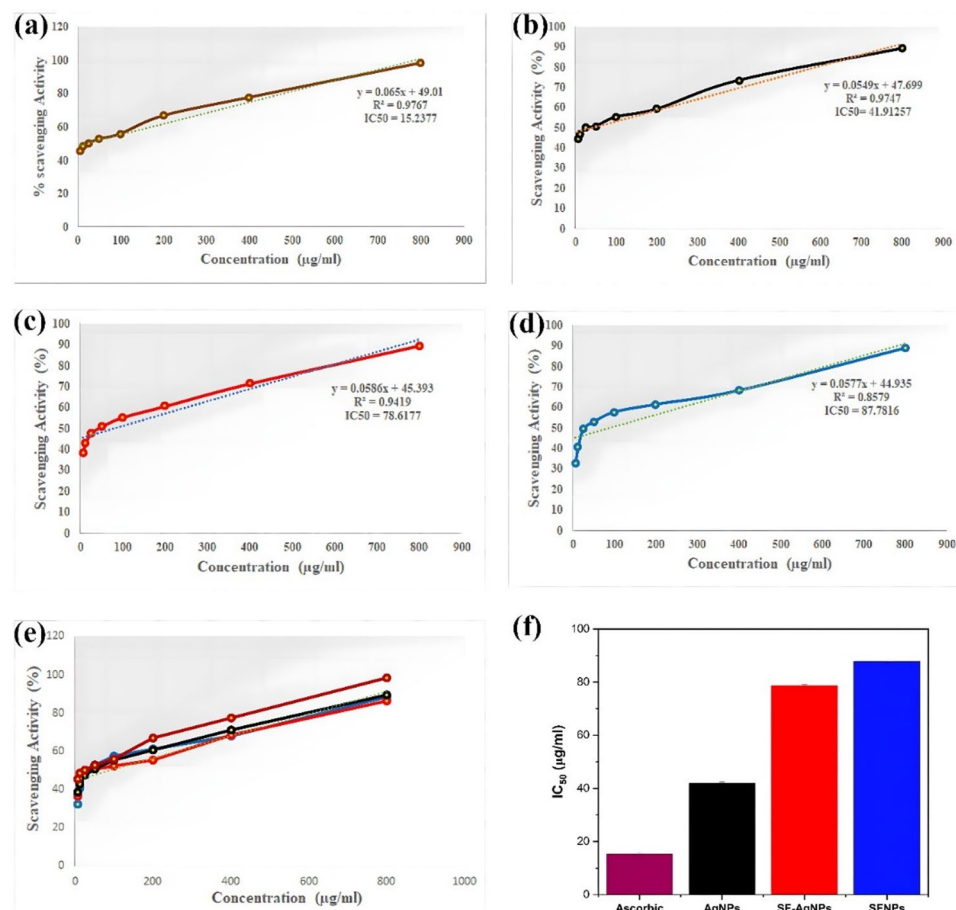 (a)
120
100
80
60
40
20
0
% scavenging Activity
y = 0.065x + 49.01
R² = 0.9767
IC50 = 15.2377
0 100 200 300 400 500 600 700 800 900
Concentration (µg/ml)
(b)
100
90
80
70
60
50
40
30
20
10
0
Scavenging Activity (%)
y = 0.0549x + 47.699
R² = 0.9747
IC50= 41.91257
0 100 200 300 400 500 600 700 800 900
Concentration (µg/ml)
(c)
100
90
80
70
60
50
40
30
20
10
0
Scavenging Activity (%)
y = 0.0586x + 45.393
R² = 0.9419
IC50 = 78.6177
0 100 200 300 400 500 600 700 800 900
Concentration (µg/ml)
(d)
100
90
80
70
60
50
40
30
20
10
0
Scavenging Activity (%)
y = 0.0577x + 44.935
R² = 0.8579
IC50 = 87.7816
0 100 200 300 400 500 600 700 800 900
Concentration (µg/ml)
(e)
120
100
80
60
40
20
0
Scavenging Activity (%)
0 200 400 600 800 1000
Concentration (µg/ml)
(f)
100
80
60
40
20
0
IC50 (µg/ml)
Ascorbic AgNPs SF-AgNPs SFNPs